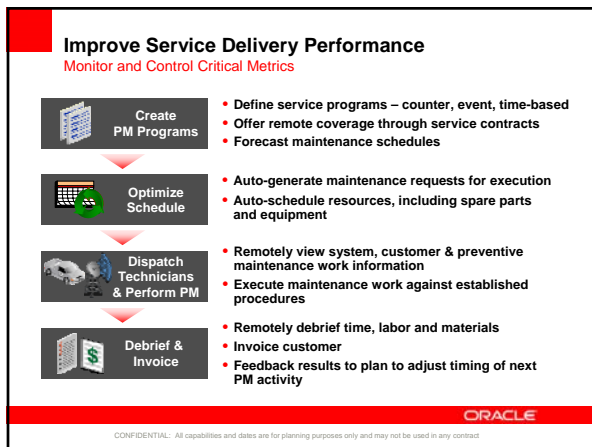 Improve Service Delivery Performance
Monitor and Control Critical Metrics
Create
PM Programs
• Define service programs – counter, event, time-based
• Offer remote coverage through service contracts
• Forecast maintenance schedules
Optimize
Schedule
• Auto-generate maintenance requests for execution
• Auto-schedule resources, including spare parts
and equipment
Dispatch
Technicians
& Perform PM
• Remotely view system, customer & preventive
maintenance work information
• Execute maintenance work against established
procedures
Debrief &
Invoice
$
• Remotely debrief time, labor and materials
• Invoice customer
• Feedback results to plan to adjust timing of next
PM activity
ORACLE
CONFIDENTIAL: All capabilities and dates are for planning purposes only and may not be used in any contract